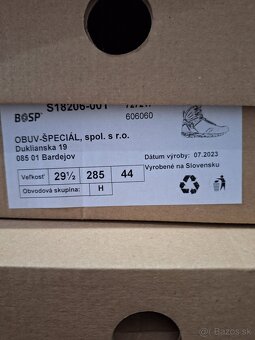 BOSP S18206-001
606060
OBUV-ŠPECIÁL, spol. s r.o.
Duklianska 19
085 01 Bardejov
Dátum výroby: 07.2023
Vyrobené na Slovensku
Veľkosť 29½ 285 44
Obvodová skupina: H
bazos.sk